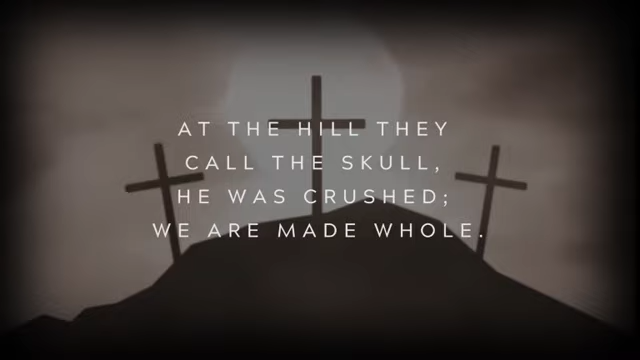 AT THE HILL THEY
CALL THE SKULL,
HE WAS CRUSHED;
WE ARE MADE WHOLE.